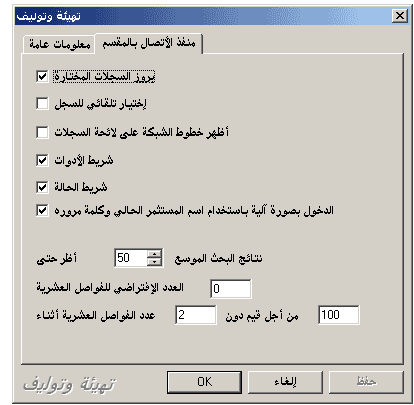 تهيئة وتوليف
منفذ الأتصال بالمقسم
معلومات عامة
بروز السجلات المختارة
إختيار تلقائي للسجل
أظهر خطوط الشبكة على لائحة السجلات
شريط الأدوات
شريط الحالة
الدخول بصورة آلية باستخدام اسم المستثمر الحالي وكلمة مروره
نتائج البحث الموسع 50 أظر حتى
0 العدد الإفتراضي للفواصل العشرية
100 من أجل قيم دون 2 عدد الفواصل العشرية أثناء
حفظ إلغاء OK تهيئة وتوليف